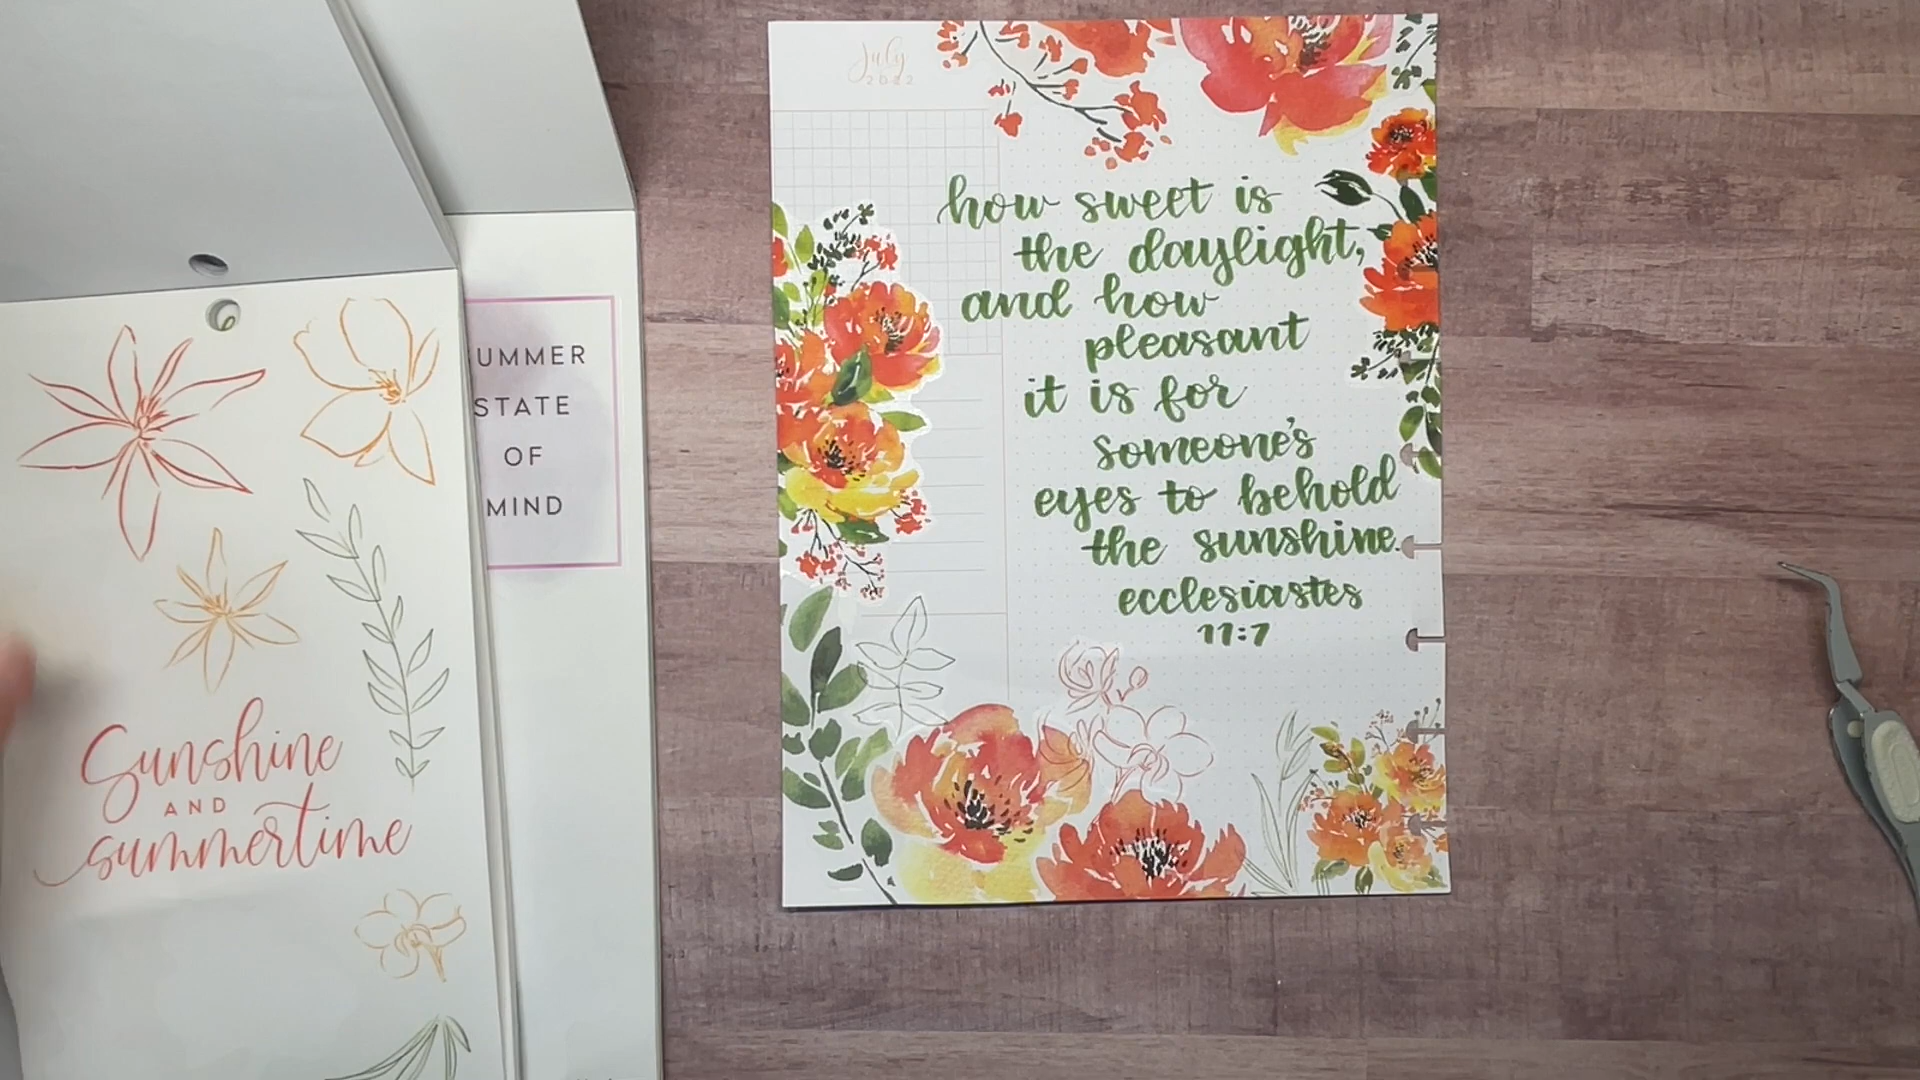 Sunshine
AND
summertime
UMMER
STATE
OF
MIND
July
2022
how sweet is
the daylight,
and how
pleasant
it is for
someone's
eyes to behold
the sunshine.
ecclesiastes
11:7